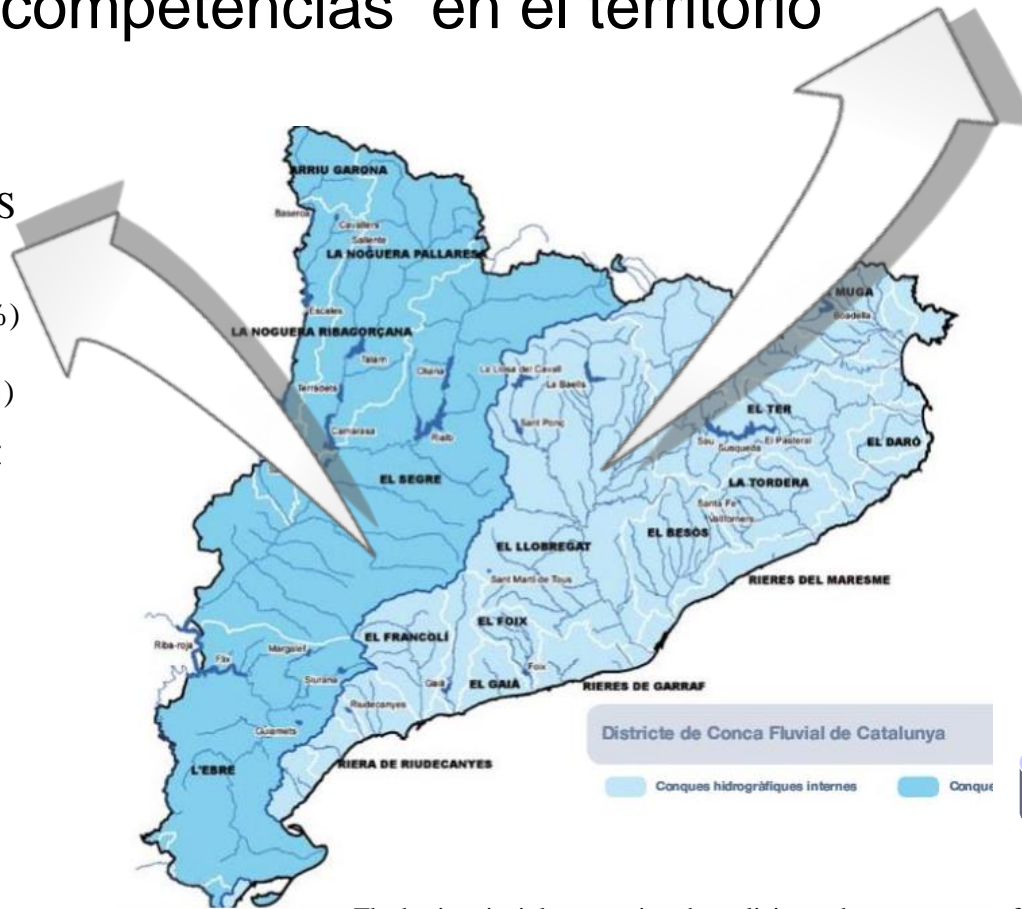 competencias en el territorio
S
%)
)
ARRIU GARONA
Baserca
Cavallers
Sallente
LA NOGUERA PALLARESA
MUGA
Boadella
Escales
LA NOGUERA RIBAGORÇANA
Talarn
Oliana
La Llosa del Cavall
La Baells
Terradets
EL TER
Sant Ponç
Camarasa
Rialb
Sau
Susqueda
El Pasteral
EL DARÓ
EL SEGRE
LA TORDERA
Santa Fe
Vallforners
EL BESÒS
EL LLOBREGAT
Sant Martí de Tous
RIERES DEL MARESME
EL FOIX
EL FRANCOLÍ
Riba-roja
Flix
Margalef
Foix
Siurana
Gaià
EL GAIÀ
RIERES DE GARRAF
Riudecanyes
Guiamets
Districte de Conca Fluvial de Catalunya
L'EBRE
RIERA DE RIUDECANYES
Conques hidrogràfiques internes
Conque